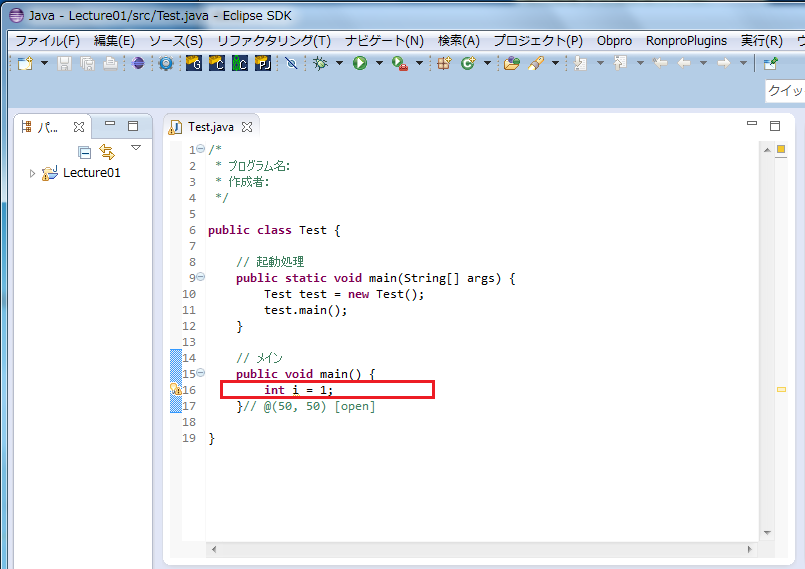 Java - Lecture01/src/Test.java - Eclipse SDK
ファイル(F) 編集(E) ソース(S) リファクタリング(T) ナビゲート(N) 検索(A) プロジェクト(P) Obpro RonproPlugins 実行(R)
クイッ
パ... Test.java
Lecture01
1 /*
2 * プログラム名:
3 * 作成者:
4 */
5
6 public class Test {
7
8 // 起動処理
9 public static void main(String[] args) {
10 Test test = new Test();
11 test.main();
12 }
13
14 // メイン
15 public void main() {
16 int i = 1;
17 }// @(50, 50) [open]
18
19 }